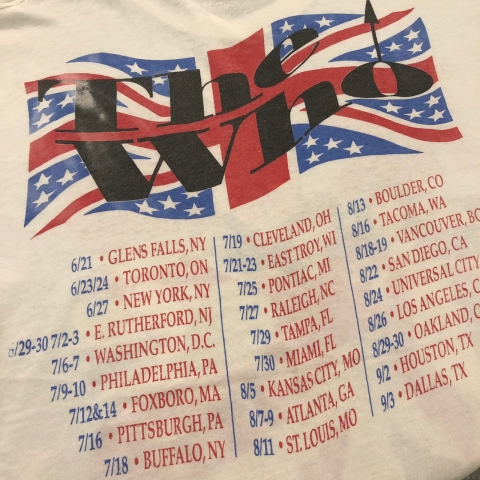 The
Who
6/21 • GLENS FALLS, NY
6/23/24 • TORONTO, ON
6/27 • NEW YORK, NY
6/29-30 7/2-3 • E. RUTHERFORD, NJ
7/6-7 • WASHINGTON, D.C.
7/9-10 • PHILADELPHIA, PA
7/12&14 • FOXBORO, MA
7/16 • PITTSBURGH, PA
7/18 • BUFFALO, NY
7/19 • CLEVELAND, OH
7/21-23 • EAST TROY, WI
7/25 • PONTIAC, MI
7/27 • RALEIGH, NC
7/29 • TAMPA, FL
7/30 • MIAMI, FL
8/5 • KANSAS CITY, MO
8/7-9 • ATLANTA, GA
8/11 • ST. LOUIS, MO
8/13 • BOULDER, CO
8/16 • TACOMA, WA
8/18-19 • VANCOUVER, BC
8/22 • SAN DIEGO, CA
8/24 • UNIVERSAL CITY
8/26 • LOS ANGELES, C
8/29-30 • OAKLAND, C
9/2 • HOUSTON, TX
9/3 • DALLAS, TX